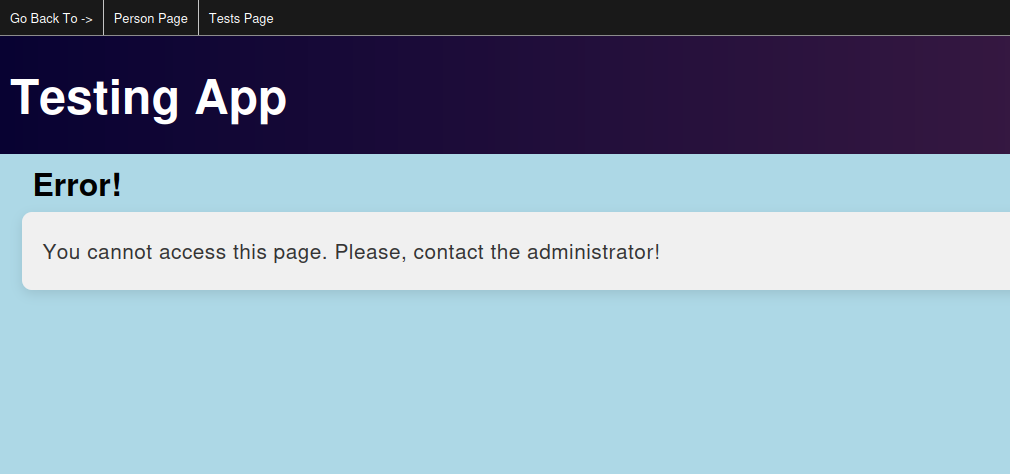 Go Back To -> Person Page Tests Page
Testing App
Error!
You cannot access this page. Please, contact the administrator!